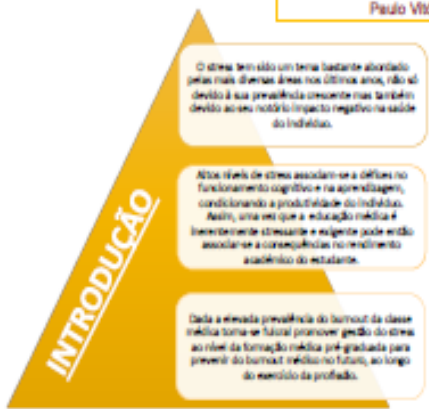 Paulo Vitó
O stress tem sido um tema bastante abordado
pelas mais diversas áreas nos últimos anos, não só
devido à sua prevalência crescente mas também
devido ao seu notório impacto negativo na saúde
do indivíduo.
Altos níveis de stress associam-se a défices no
funcionamento cognitivo e na aprendizagem,
condicionando a produtividade do indivíduo.
Assim, uma vez que a educação médica é
inerentemente stressante e exigente pode então
associar-se a consequências no rendimento
académico do estudante.
INTRODUÇÃO
Dada a elevada prevalência do burnout da classe
médica torna-se fulcral promover gestão do stress
ao nível da formação médica pré-graduada para
prevenir do burnout médico no futuro, ao longo
do exercício da profissão.